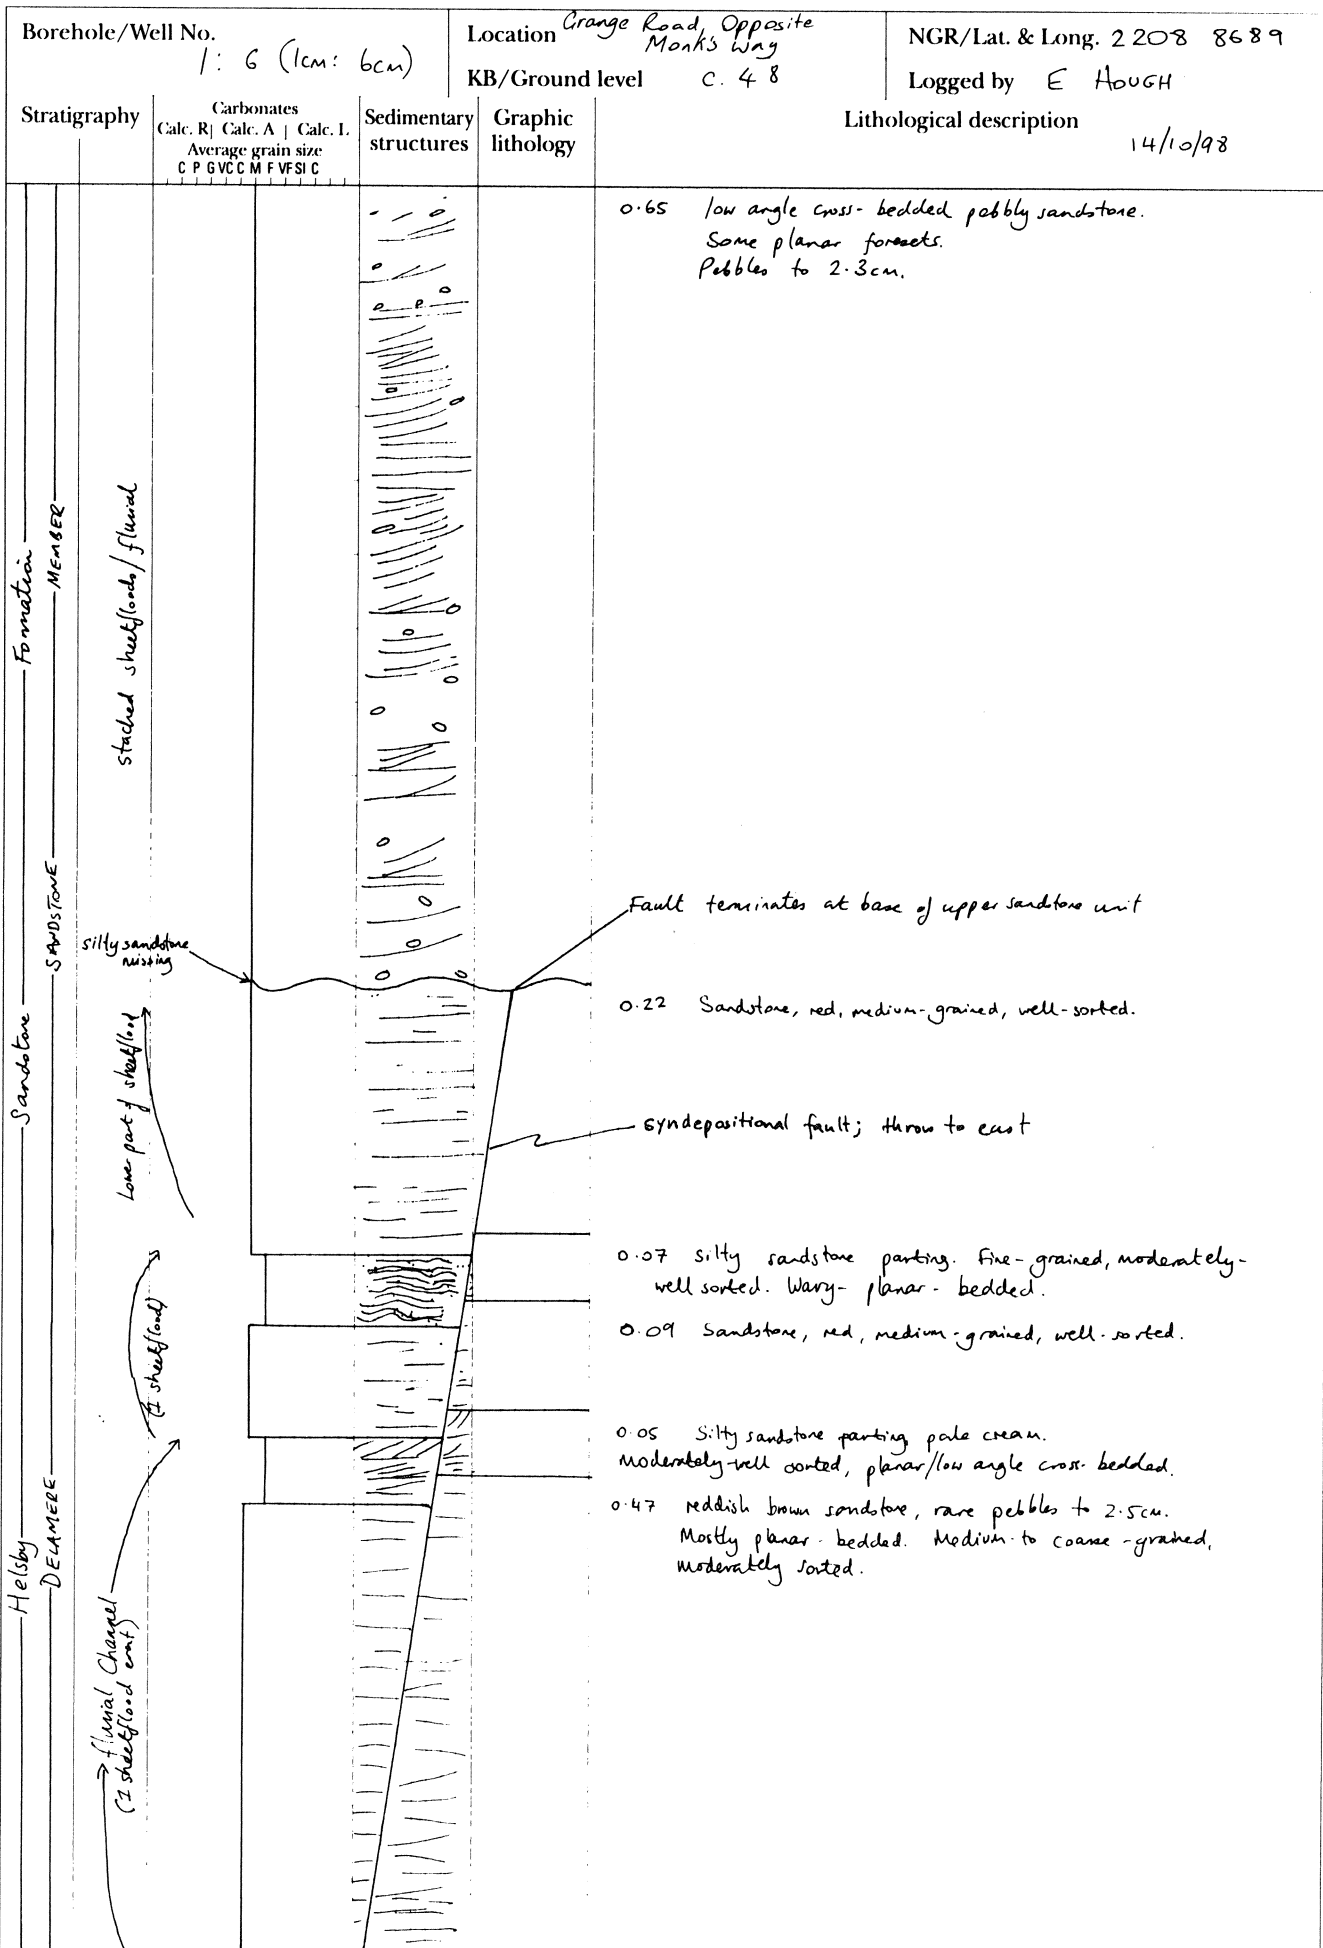 Borehole/Well No.
1: 6 (1cm: 6cm)
Location Grange Road, Opposite
Monk's Way
KB/Ground level c. 48
NGR/Lat. & Long. 2208 8689
Logged by E HOUGH
Stratigraphy
Carbonates
Calc. R| Calc. A | Calc. L
Average grain size
C P G VC C M F VF SI C
Sedimentary
structures
Graphic
lithology
Lithological description
14/10/98
0.65 low angle cross-bedded pebbly sandstone.
Some planar foresets.
Pebbles to 2.3cm.
Helsby Sandstone Formation
DELAMERE SANDSTONE MEMBER
stacked sheetfloods/fluvial
Fault terminates at base of upper sandstone unit
silty sandstone
missing
0.22 Sandstone, red, medium-grained, well-sorted.
Lower part of sheetflood
syndepositional fault; throw to east
0.07 Silty sandstone parting. Fine-grained, moderately-
well sorted. Wavy-planar-bedded.
(1 sheetflood)
0.09 Sandstone, red, medium-grained, well-sorted.
0.05 Silty sandstone parting, pale cream.
Moderately-well sorted, planar/low angle cross-bedded.
0.47 reddish brown sandstone, rare pebbles to 2.5cm.
Mostly planar-bedded. Medium-to coarse-grained,
moderately sorted.
fluvial Channel
(1 sheetflood event)